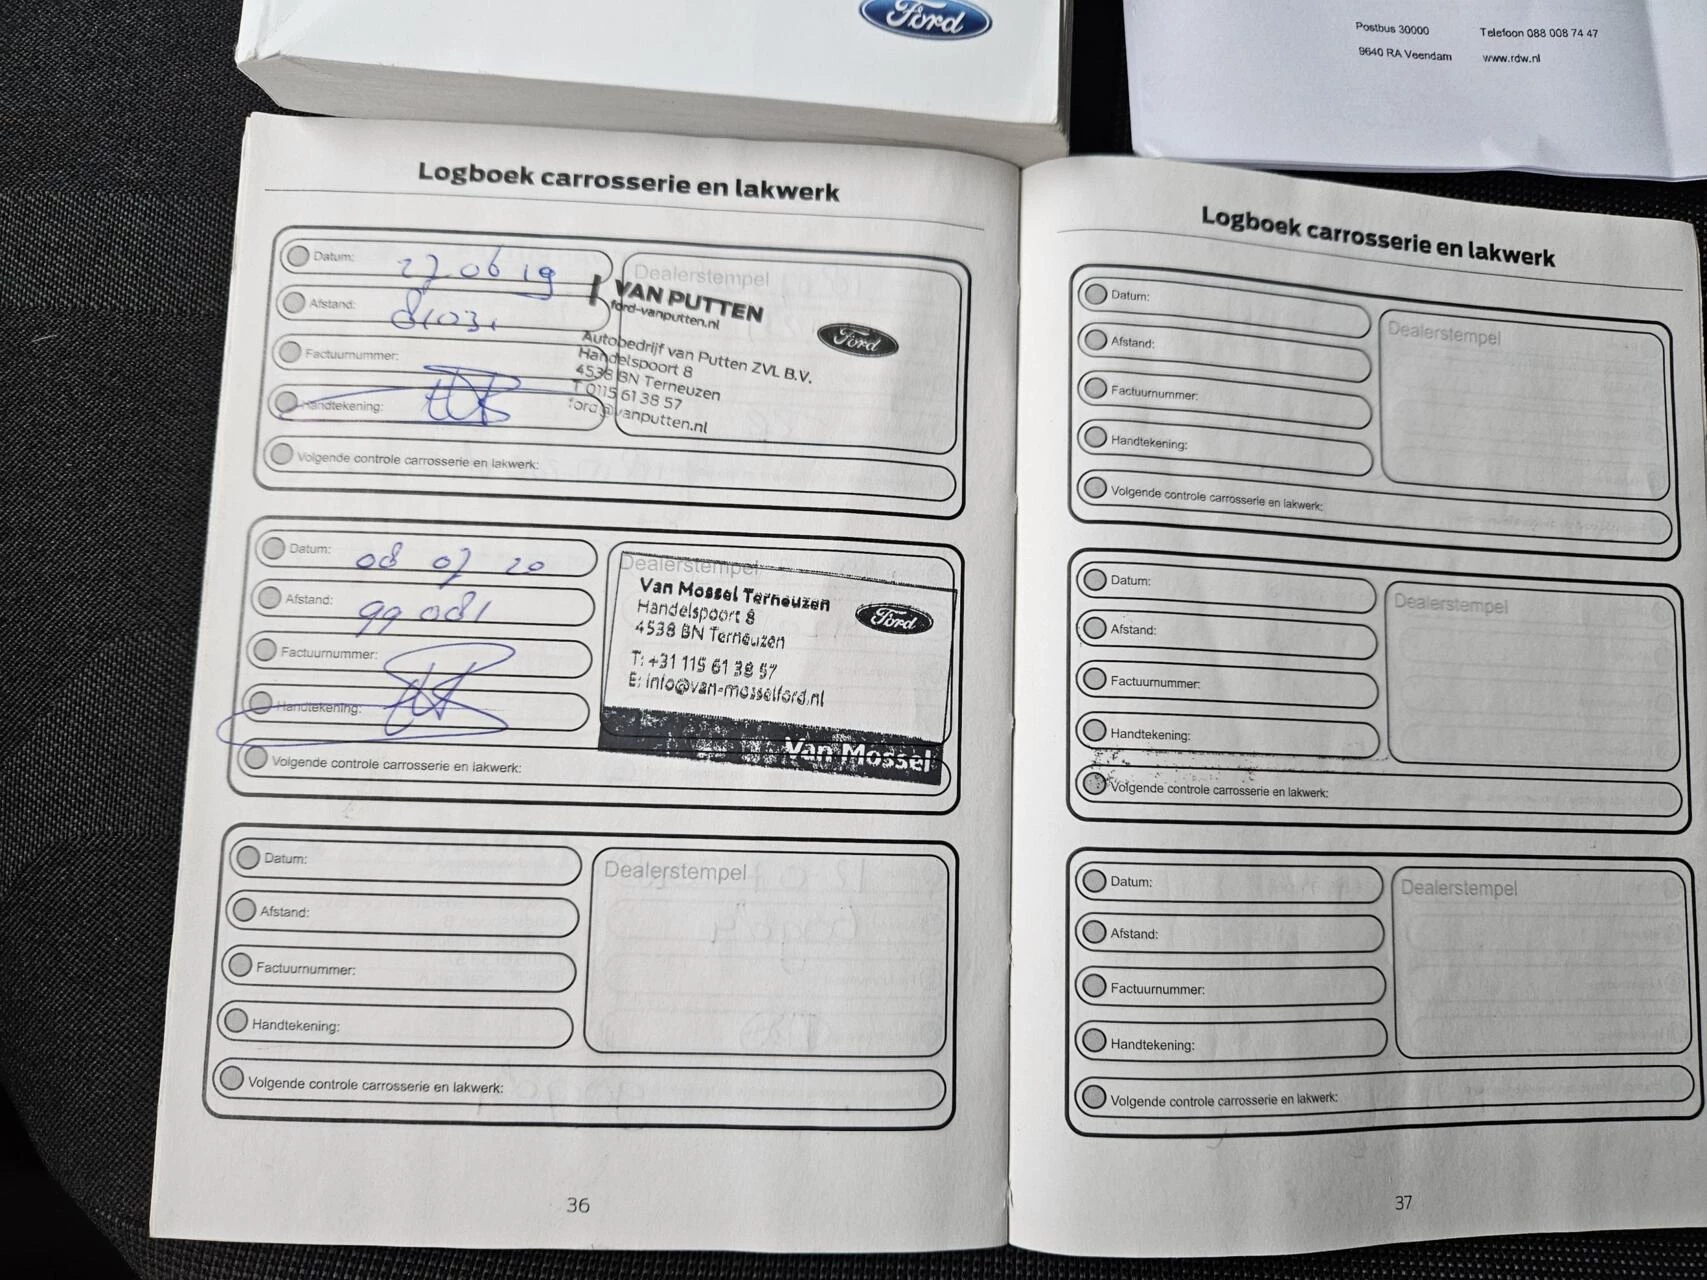 Ford
Postbus 30000 Telefoon 088 008 74 47
9640 RA Veendam www.rdw.nl
Logboek carrosserie en lakwerk
Datum: 27 06 19
Afstand: 81031
Factuurnummer:
Handtekening:
Volgende controle carrosserie en lakwerk:
Dealerstempel
VAN PUTTEN
ford-vanputten.nl
Ford
Autobedrijf van Putten ZVL B.V.
Handelspoort 8
4538 BN Terneuzen
T 0115 61 38 57
ford@vanputten.nl
Datum: 08 07 20
Afstand: 99081
Factuurnummer:
Handtekening:
Volgende controle carrosserie en lakwerk:
Dealerstempel
Van Mossel Terneuzen
Handelspoort 8
4538 BN Terneuzen
Ford
T: +31 115 61 38 57
E: info@van-mosselford.nl
Van Mossel
Datum:
Afstand:
Factuurnummer:
Handtekening:
Volgende controle carrosserie en lakwerk:
Dealerstempel
36
Logboek carrosserie en lakwerk
Datum:
Afstand:
Factuurnummer:
Handtekening:
Volgende controle carrosserie en lakwerk:
Dealerstempel
Datum:
Afstand:
Factuurnummer:
Handtekening:
Volgende controle carrosserie en lakwerk:
Dealerstempel
Datum:
Afstand:
Factuurnummer:
Handtekening:
Volgende controle carrosserie en lakwerk:
Dealerstempel
37